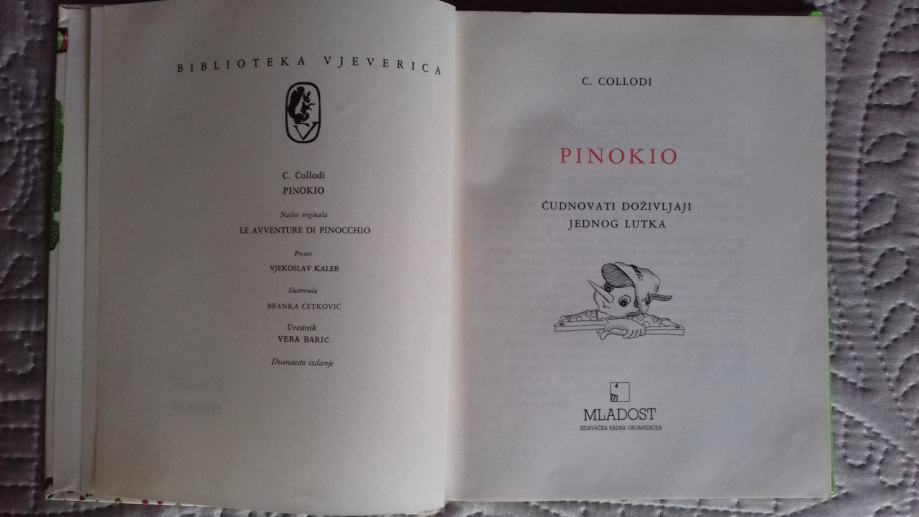 BIBLIOTEKA VJEVERICA
C. Collodi
PINOKIO
Naslov originala
LE AVVENTURE DI PINOCCHIO
Preveo
VJEKOSLAV KALEB
Ilustrirala
BRANKA ĆETKOVIĆ
Urednik
VERA BARIĆ
Dvanaesto izdanje
C. COLLODI
PINOKIO
ČUDNOVATI DOŽIVLJAJI
JEDNOG LUTKA
MLADOST
IZDAVAČKA RADNA ORGANIZACIJA